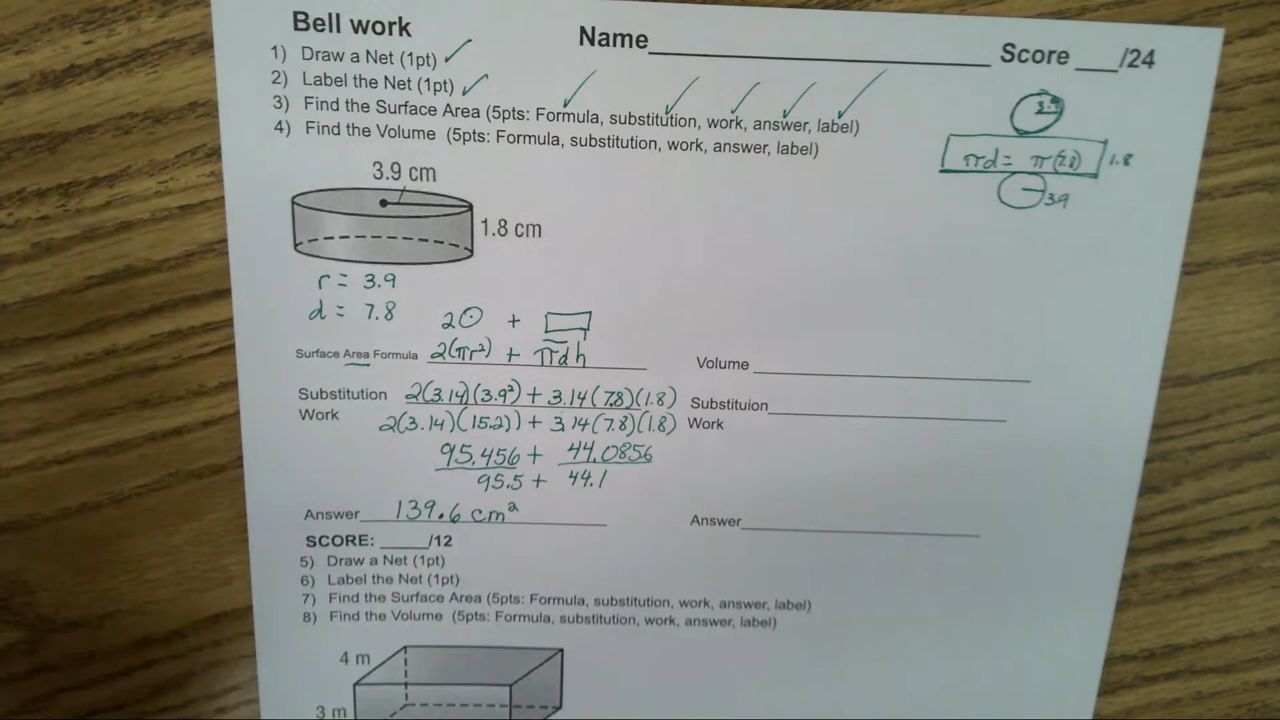 Bell work
Name
Score ___/24
1) Draw a Net (1pt)
2) Label the Net (1pt)
3) Find the Surface Area (5pts: Formula, substitution, work, answer, label)
4) Find the Volume (5pts: Formula, substitution, work, answer, label)
3.9
πd = π(7.8) 1.8
3.9
3.9 cm
1.8 cm
r = 3.9
d = 7.8
2 +
Surface Area Formula 2(πr²) + πdh
Volume
Substitution 2(3.14)(3.9²) + 3.14(7.8)(1.8)
Substituion
Work 2(3.14)(15.21) + 3.14(7.8)(1.8)
Work
95.456 + 44.0856
95.5 + 44.1
Answer 139.6 cm²
Answer
SCORE: ___/12
5) Draw a Net (1pt)
6) Label the Net (1pt)
7) Find the Surface Area (5pts: Formula, substitution, work, answer, label)
8) Find the Volume (5pts: Formula, substitution, work, answer, label)
4 m
3 m